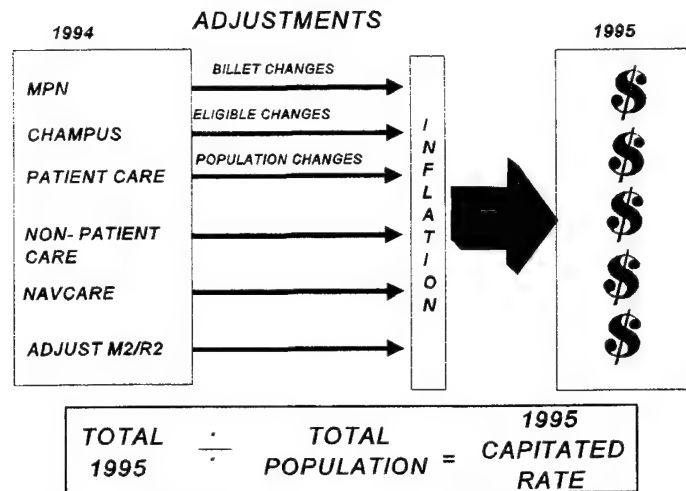 ADJUSTMENTS
1994
1995
MPN
BILLET CHANGES
CHAMPUS
ELIGIBLE CHANGES
PATIENT CARE
POPULATION CHANGES
NON- PATIENT
CARE
NAVCARE
ADJUST M2/R2
INFLATION
$
$
$
$
$
TOTAL ÷ TOTAL = 1995
1995 POPULATION CAPITATED
RATE